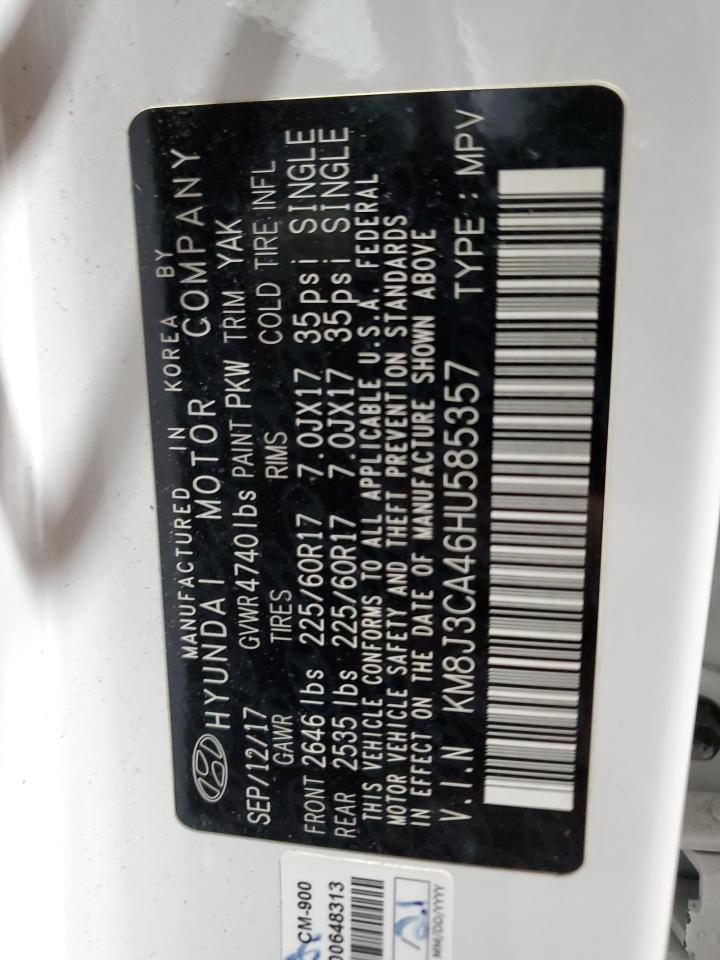 MANUFACTURED IN KOREA BY
HYUNDAI MOTOR COMPANY
SEP/12/17 GVWR 4740lbs PAINT PKW TRIM YAK
GAWR TIRES RIMS COLD TIRE INFL
FRONT 2646 lbs 225/60R17 7.0JX17 35psi SINGLE
REAR 2535 lbs 225/60R17 7.0JX17 35psi SINGLE
THIS VEHICLE CONFORMS TO ALL APPLICABLE U.S.A. FEDERAL
MOTOR VEHICLE SAFETY AND THEFT PREVENTION STANDARDS
IN EFFECT ON THE DATE OF MANUFACTURE SHOWN ABOVE
V.I.N KM8J3CA46HU585357 TYPE : MPV
CM-900
00648313
MM/DD/YYYY